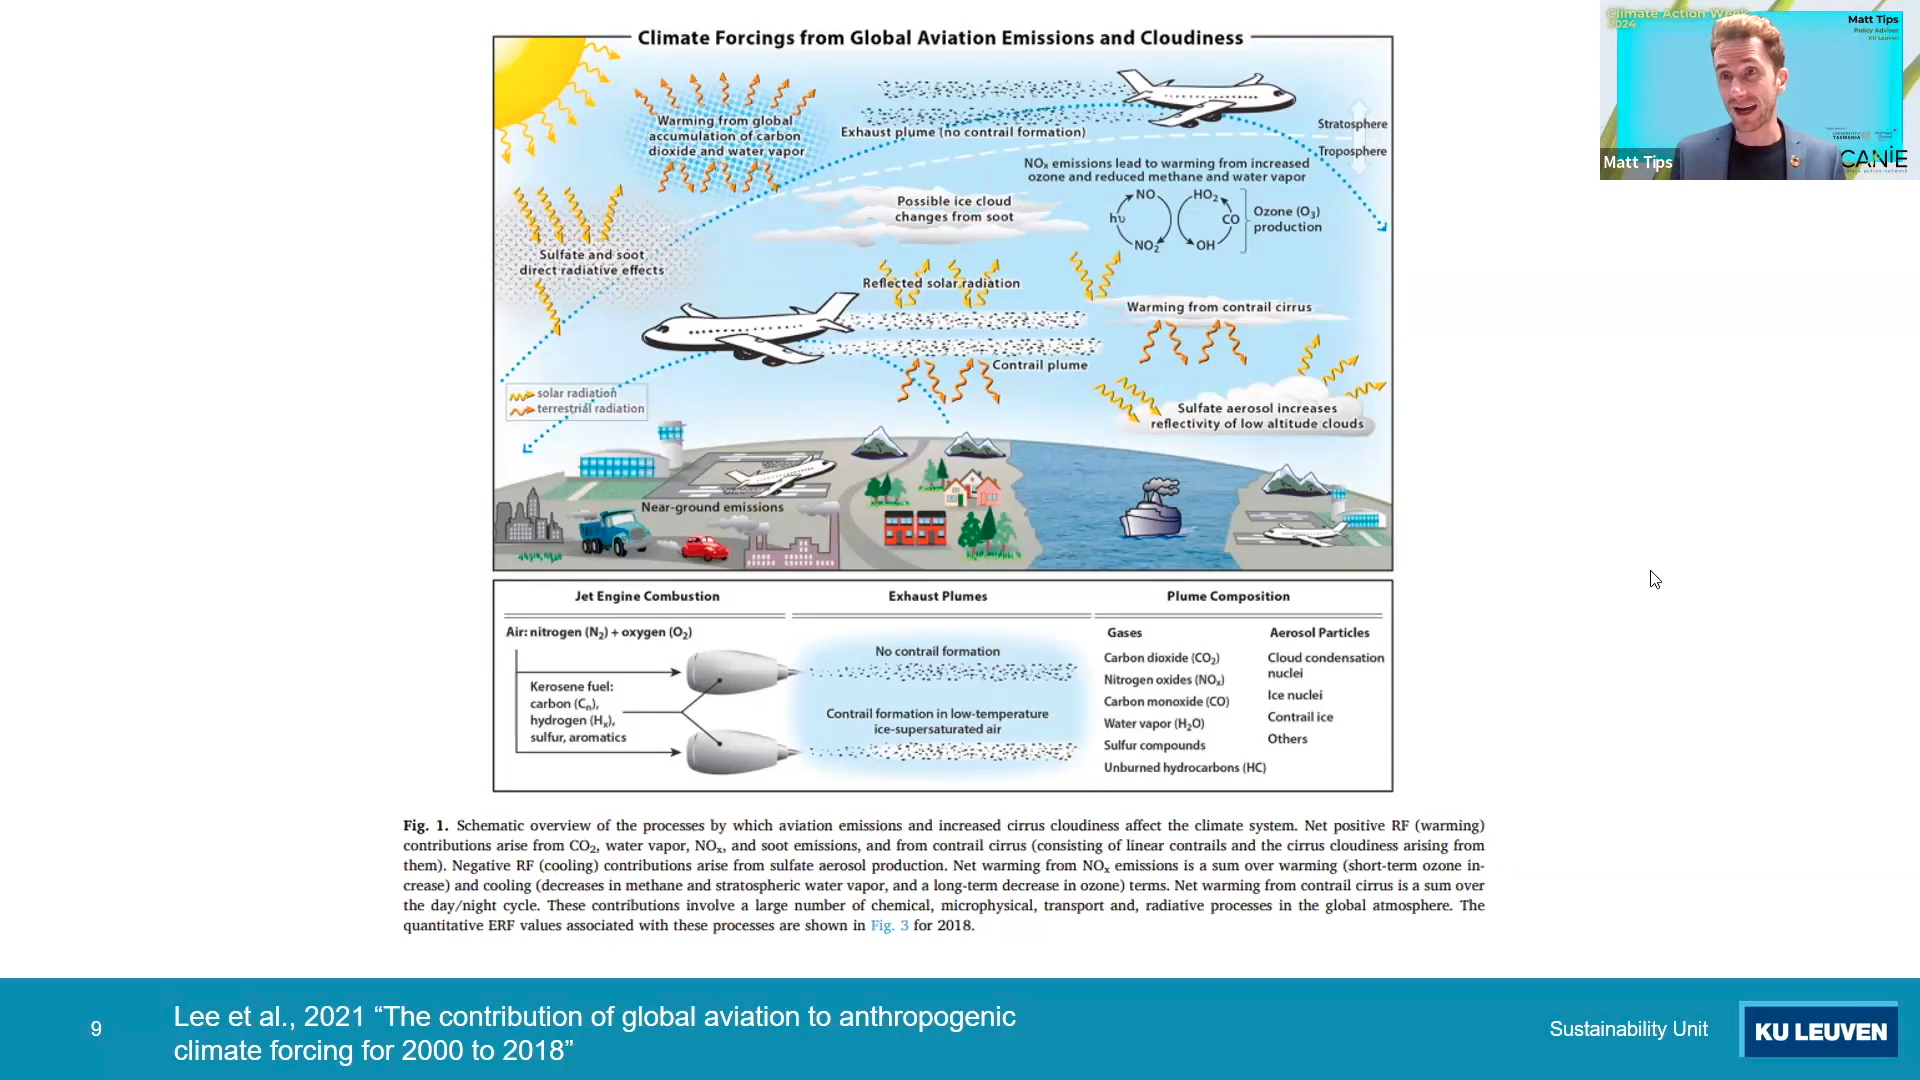 Climate Forcings from Global Aviation Emissions and Cloudiness
Warming from global
accumulation of carbon
dioxide and water vapor
Exhaust plume (no contrail formation)
Stratosphere
Troposphere
NOx emissions lead to warming from increased
ozone and reduced methane and water vapor
NO
HO2
hυ
CO
NO2
OH
Ozone (O3)
production
Possible ice cloud
changes from soot
Sulfate and soot
direct radiative effects
Reflected solar radiation
Warming from contrail cirrus
Contrail plume
solar radiation
terrestrial radiation
Sulfate aerosol increases
reflectivity of low altitude clouds
Near-ground emissions
Jet Engine Combustion
Air: nitrogen (N2) + oxygen (O2)
Kerosene fuel:
carbon (Cn),
hydrogen (Hx),
sulfur, aromatics
Exhaust Plumes
No contrail formation
Contrail formation in low-temperature
ice-supersaturated air
Plume Composition
Gases
Carbon dioxide (CO2)
Nitrogen oxides (NOx)
Carbon monoxide (CO)
Water vapor (H2O)
Sulfur compounds
Unburned hydrocarbons (HC)
Aerosol Particles
Cloud condensation
nuclei
Ice nuclei
Contrail ice
Others
Fig. 1. Schematic overview of the processes by which aviation emissions and increased cirrus cloudiness affect the climate system. Net positive RF (warming)
contributions arise from CO2, water vapor, NOx, and soot emissions, and from contrail cirrus (consisting of linear contrails and the cirrus cloudiness arising from
them). Negative RF (cooling) contributions arise from sulfate aerosol production. Net warming from NOx emissions is a sum over warming (short-term ozone in-
crease) and cooling (decreases in methane and stratospheric water vapor, and a long-term decrease in ozone) terms. Net warming from contrail cirrus is a sum over
the day/night cycle. These contributions involve a large number of chemical, microphysical, transport and, radiative processes in the global atmosphere. The
quantitative ERF values associated with these processes are shown in Fig. 3 for 2018.
9
Lee et al., 2021 “The contribution of global aviation to anthropogenic
climate forcing for 2000 to 2018”
Sustainability Unit
KU LEUVEN
Climate Action Week
2024
Matt Tips
Policy Advisor
KU Leuven
Matt Tips
CANIE